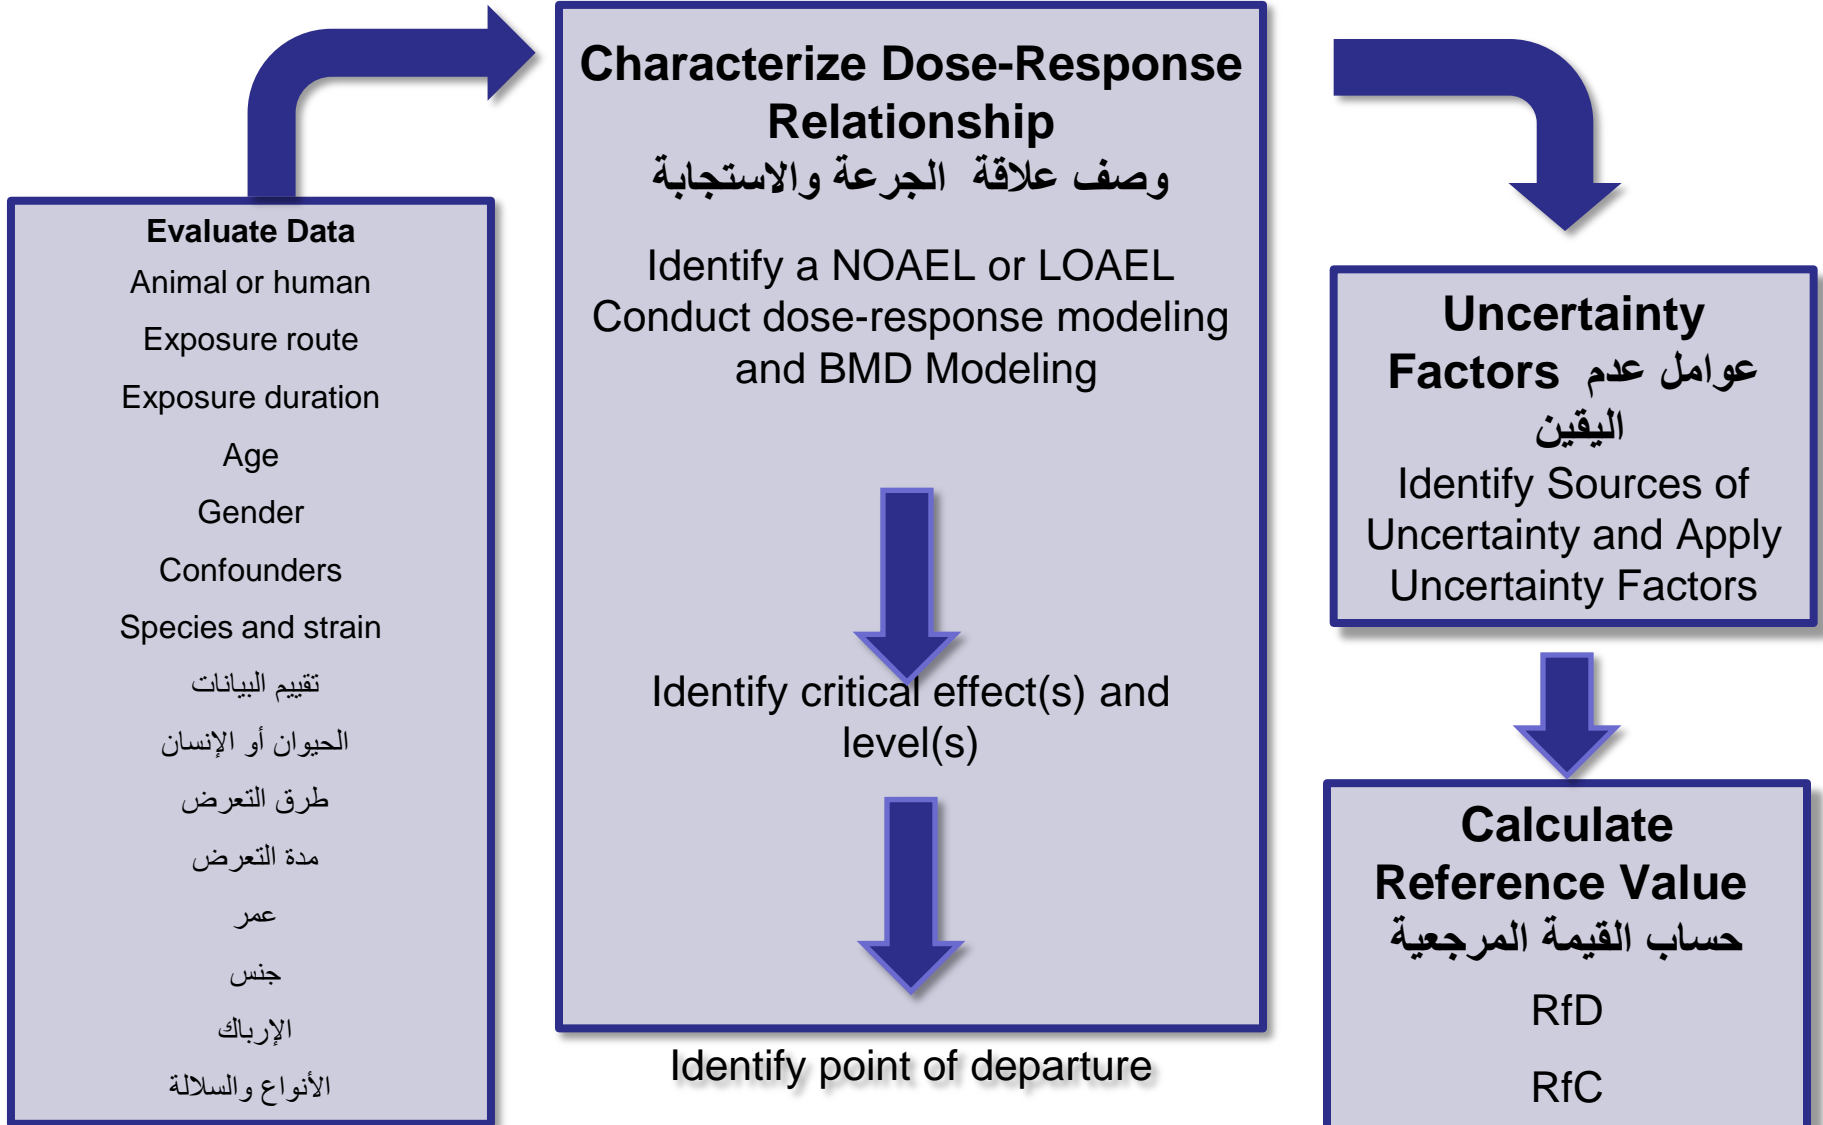 Evaluate Data
Animal or human
Exposure route
Exposure duration
Age
Gender
Confounders
Species and strain
تقييم البيانات
الحيوان أو الإنسان
طرق التعرض
مدة التعرض
عمر
جنس
الإرباك
الأنواع والسلالة
Characterize Dose-Response
Relationship
وصف علاقة الجرعة والاستجابة
Identify a NOAEL or LOAEL
Conduct dose-response modeling
and BMD Modeling
Identify critical effect(s) and
level(s)
Identify point of departure
Uncertainty
Factors عوامل عدم
اليقين
Identify Sources of
Uncertainty and Apply
Uncertainty Factors
Calculate
Reference Value
حساب القيمة المرجعية
RfD
RfC